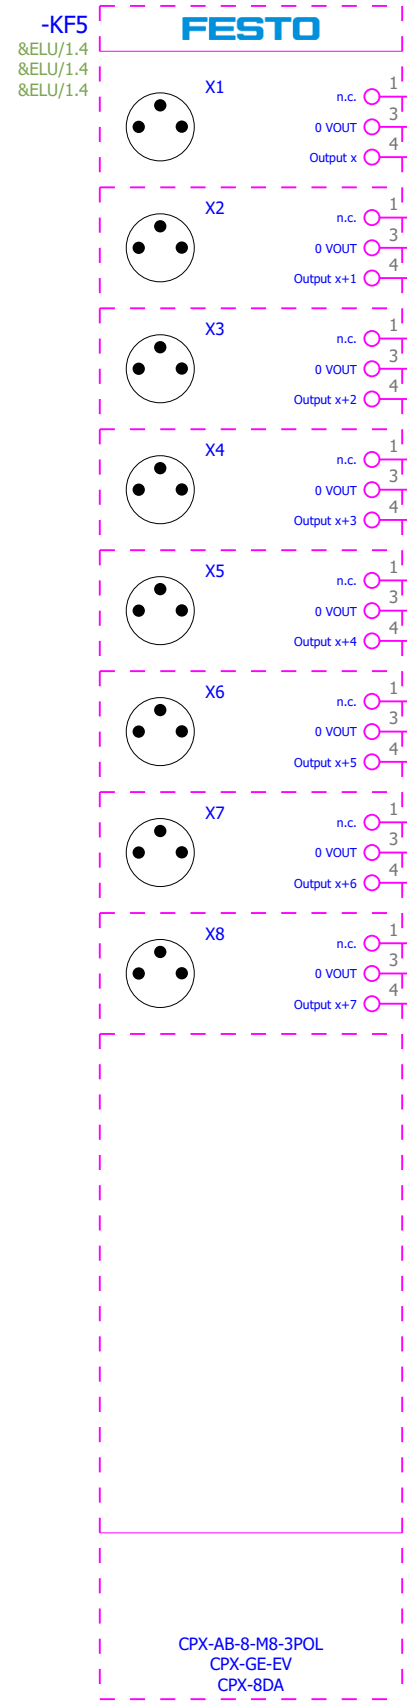 -KF5
FESTO
&ELU/1.4
&ELU/1.4
&ELU/1.4
X1
n.c. 1
0 VOUT 3
Output x 4
X2
n.c. 1
0 VOUT 3
Output x+1 4
X3
n.c. 1
0 VOUT 3
Output x+2 4
X4
n.c. 1
0 VOUT 3
Output x+3 4
X5
n.c. 1
0 VOUT 3
Output x+4 4
X6
n.c. 1
0 VOUT 3
Output x+5 4
X7
n.c. 1
0 VOUT 3
Output x+6 4
X8
n.c. 1
0 VOUT 3
Output x+7 4
CPX-AB-8-M8-3POL
CPX-GE-EV
CPX-8DA